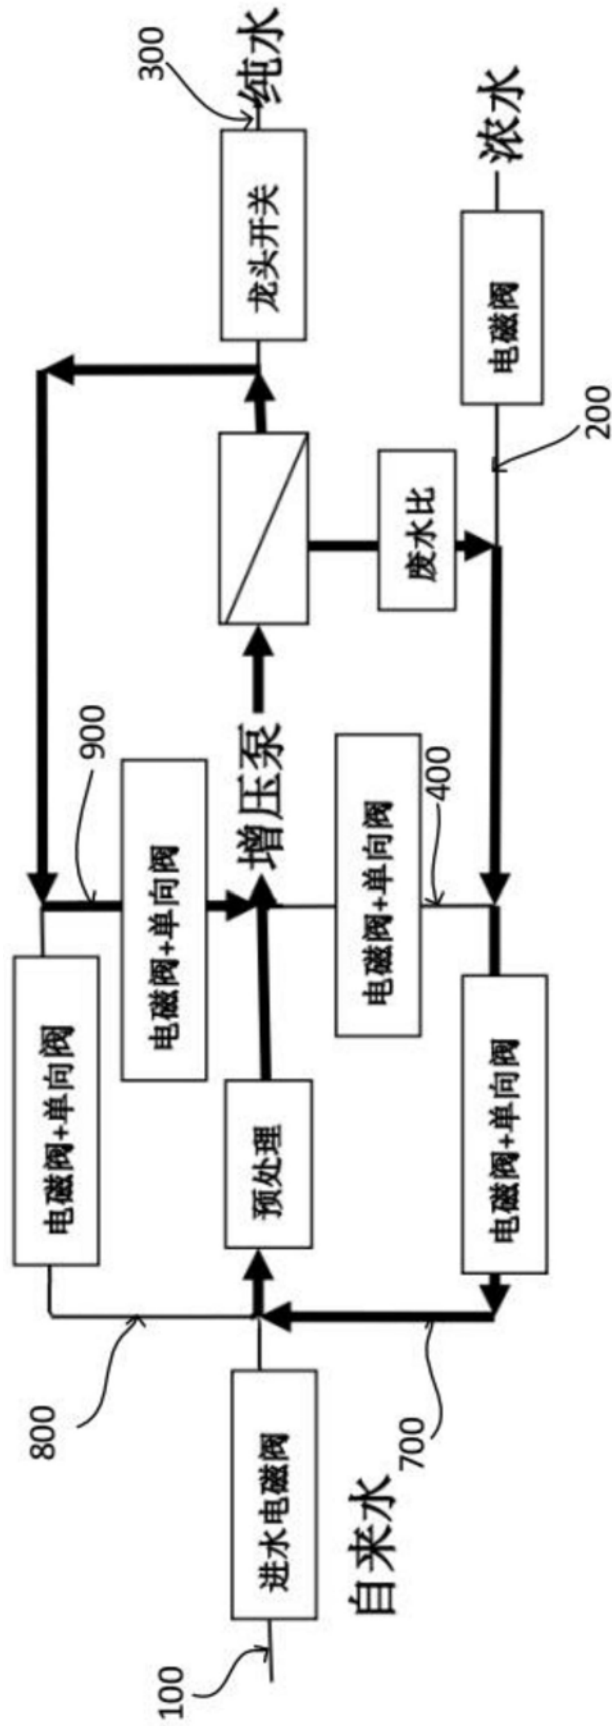 800
电磁阀+单向阀
900
电磁阀+单向阀
300
100
进水电磁阀
预处理
增压泵
龙头开关
纯水
自来水
电磁阀+单向阀
400
废水比
700
电磁阀+单向阀
200
电磁阀
浓水